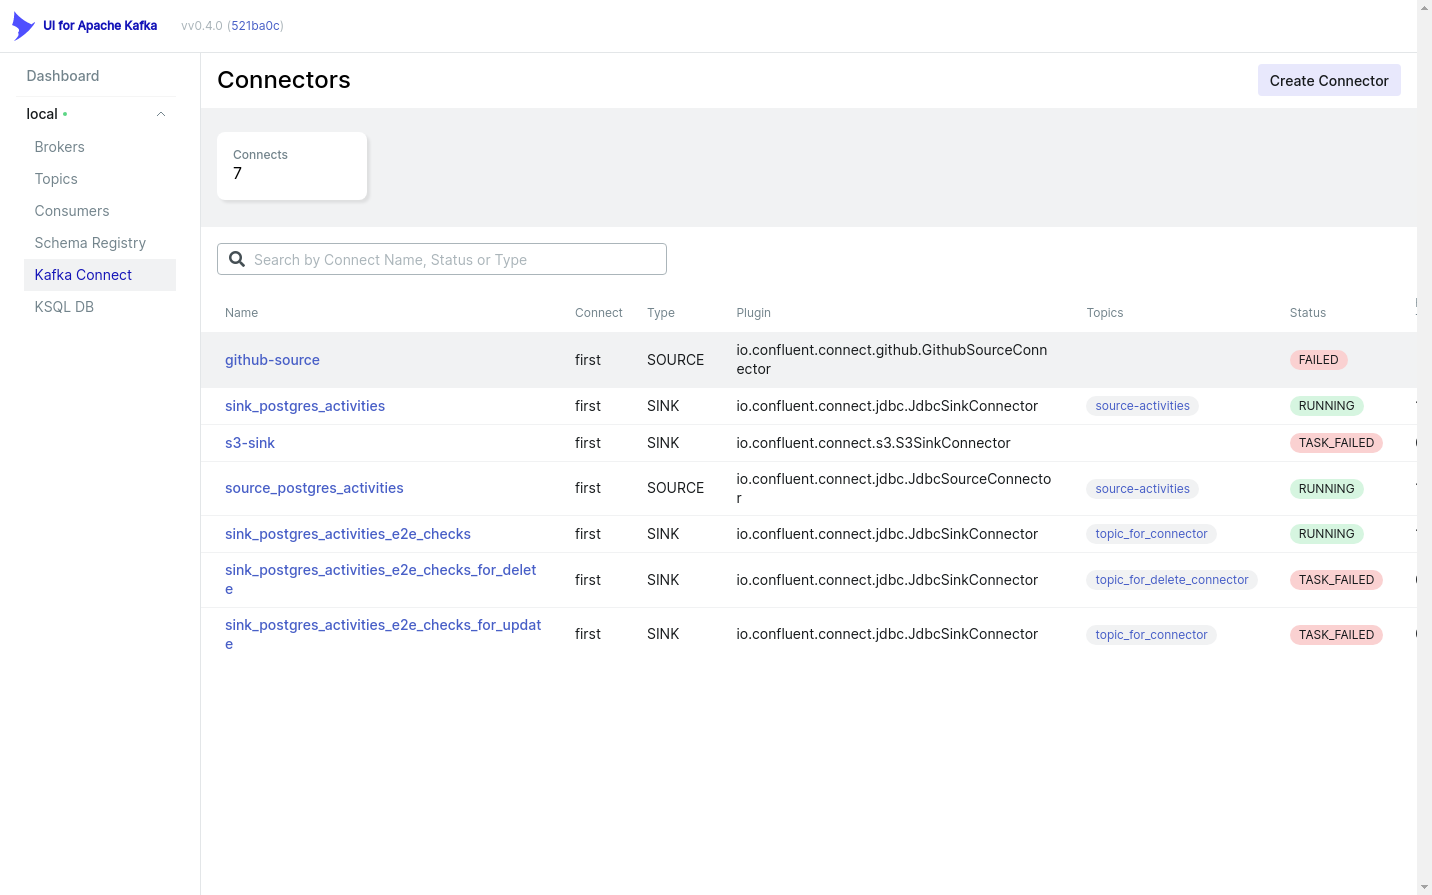 UI for Apache Kafka vv0.4.0 (521ba0c)
Dashboard
local
Brokers
Topics
Consumers
Schema Registry
Kafka Connect
KSQL DB
Connectors
Create Connector
Connects
7
Search by Connect Name, Status or Type
Name Connect Type Plugin Topics Status
github-source first SOURCE io.confluent.connect.github.GithubSourceConn
ector FAILED
sink_postgres_activities first SINK io.confluent.connect.jdbc.JdbcSinkConnector source-activities RUNNING
s3-sink first SINK io.confluent.connect.s3.S3SinkConnector TASK_FAILED
source_postgres_activities first SOURCE io.confluent.connect.jdbc.JdbcSourceConnecto
r source-activities RUNNING
sink_postgres_activities_e2e_checks first SINK io.confluent.connect.jdbc.JdbcSinkConnector topic_for_connector RUNNING
sink_postgres_activities_e2e_checks_for_delet
e first SINK io.confluent.connect.jdbc.JdbcSinkConnector topic_for_delete_connector TASK_FAILED
sink_postgres_activities_e2e_checks_for_updat
e first SINK io.confluent.connect.jdbc.JdbcSinkConnector topic_for_connector TASK_FAILED